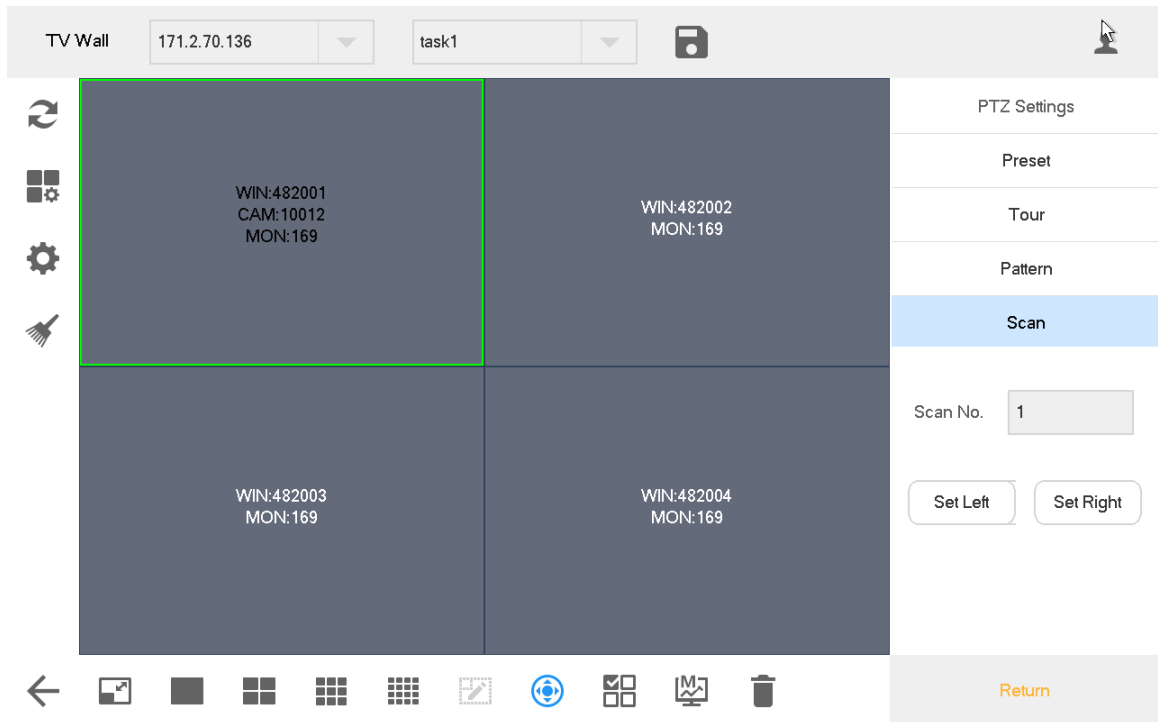 TV Wall
171.2.70.136
task1
PTZ Settings
Preset
Tour
Pattern
Scan
WIN:482001
CAM:10012
MON:169
WIN:482002
MON:169
WIN:482003
MON:169
WIN:482004
MON:169
Scan No.
1
Set Left
Set Right
M
Return